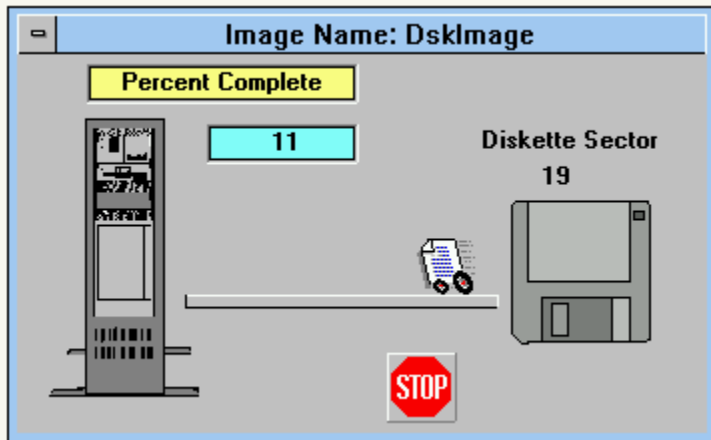 Image Name: DskImage
Percent Complete
11
Diskette Sector
19
STOP